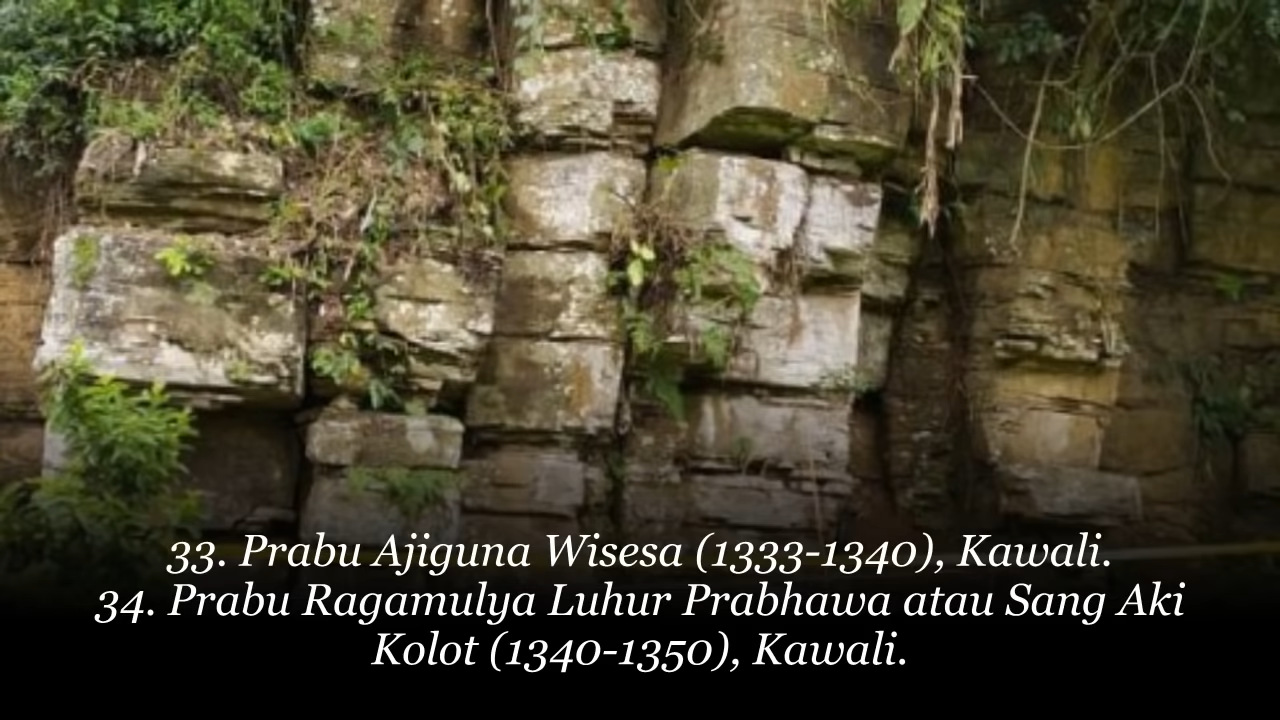 33. Prabu Ajiguna Wisesa (1333-1340), Kawali.
34. Prabu Ragamulya Luhur Prabhawa atau Sang Aki
Kolot (1340-1350), Kawali.